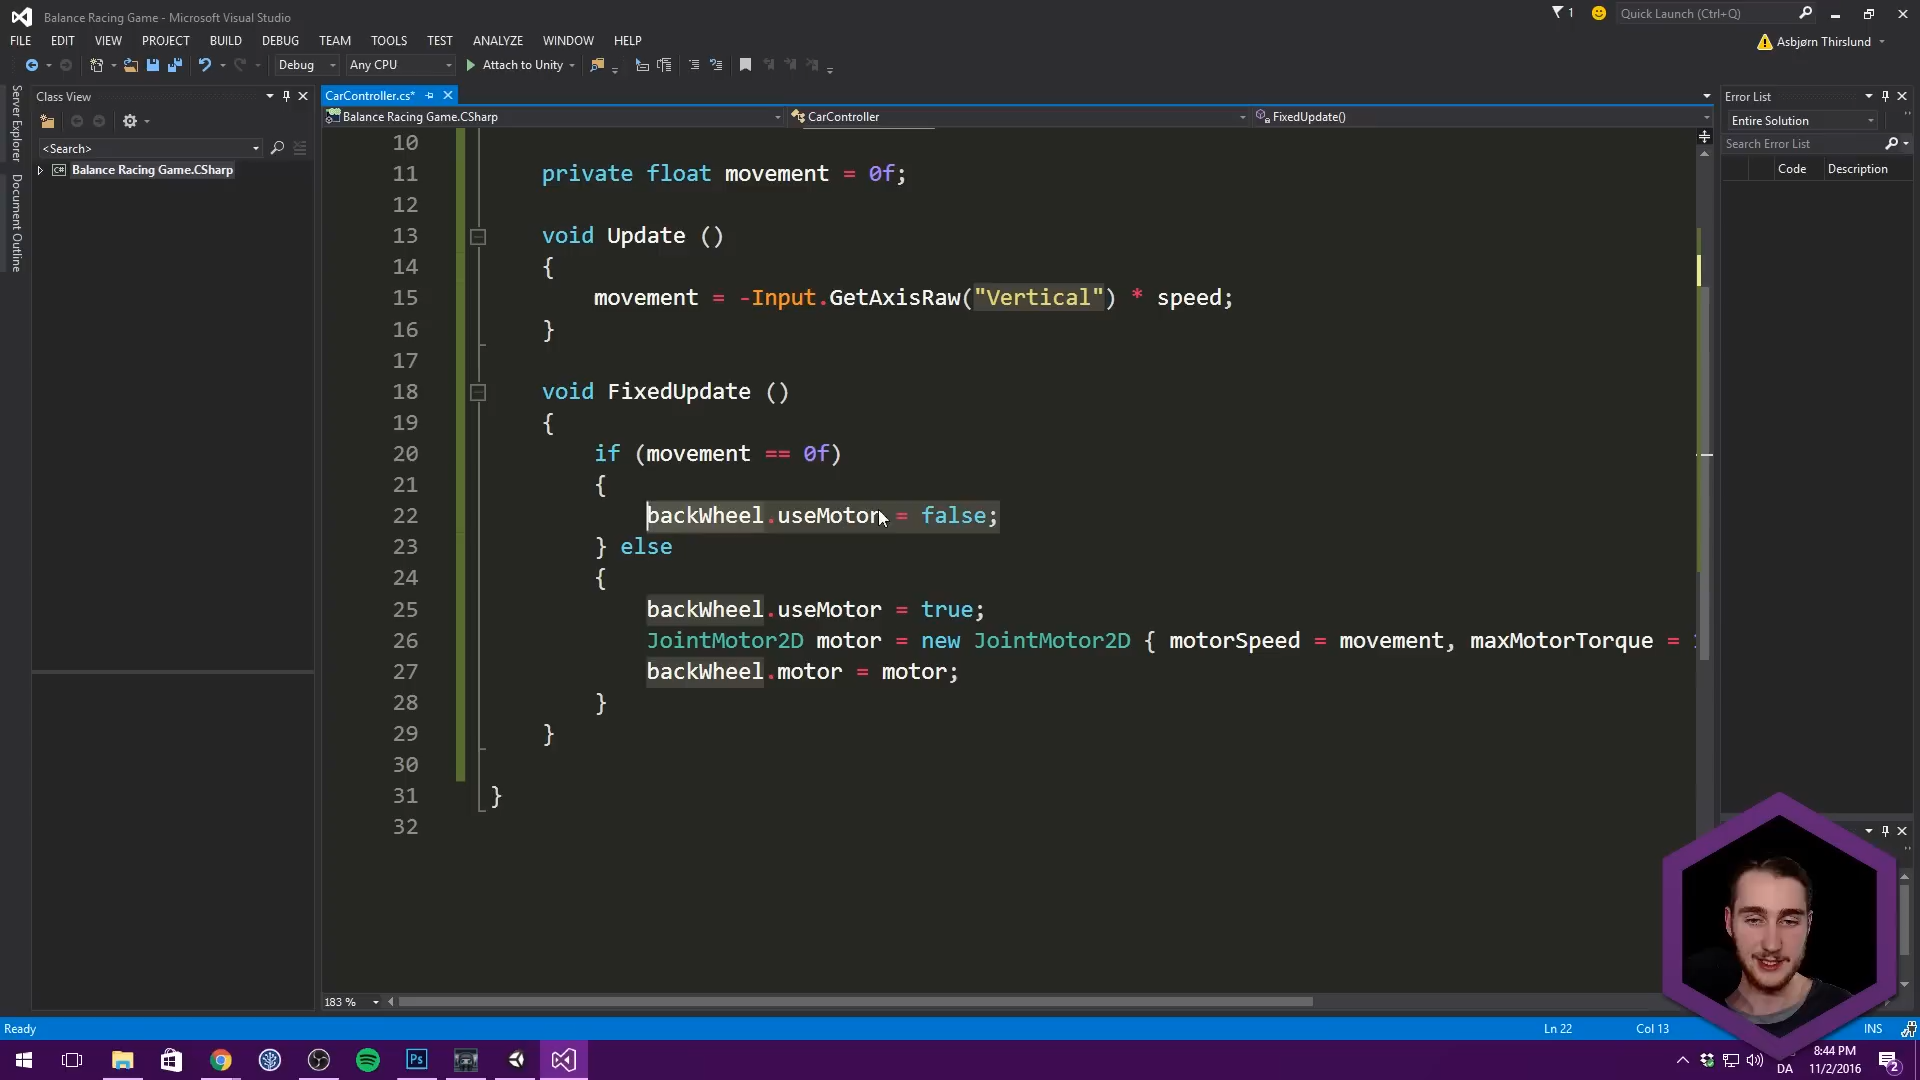 Balance Racing Game - Microsoft Visual Studio
1
Quick Launch (Ctrl+Q)
FILE EDIT VIEW PROJECT BUILD DEBUG TEAM TOOLS TEST ANALYZE WINDOW HELP
Asbjørn Thirslund
Debug Any CPU Attach to Unity
Server Explorer
Document Outline
Class View
<Search>
Balance Racing Game.CSharp
CarController.cs*
Balance Racing Game.CSharp CarController FixedUpdate()
10
11 private float movement = 0f;
12
13 void Update ()
14 {
15 movement = -Input.GetAxisRaw("Vertical") * speed;
16 }
17
18 void FixedUpdate ()
19 {
20 if (movement == 0f)
21 {
22 backWheel.useMotor = false;
23 } else
24 {
25 backWheel.useMotor = true;
26 JointMotor2D motor = new JointMotor2D { motorSpeed = movement, maxMotorTorque =
27 backWheel.motor = motor;
28 }
29 }
30
31 }
32
183 %
Error List
Entire Solution
Search Error List
Code Description
Ready Ln 22 Col 13 INS
Ps
DA
8:44 PM
11/2/2016
2